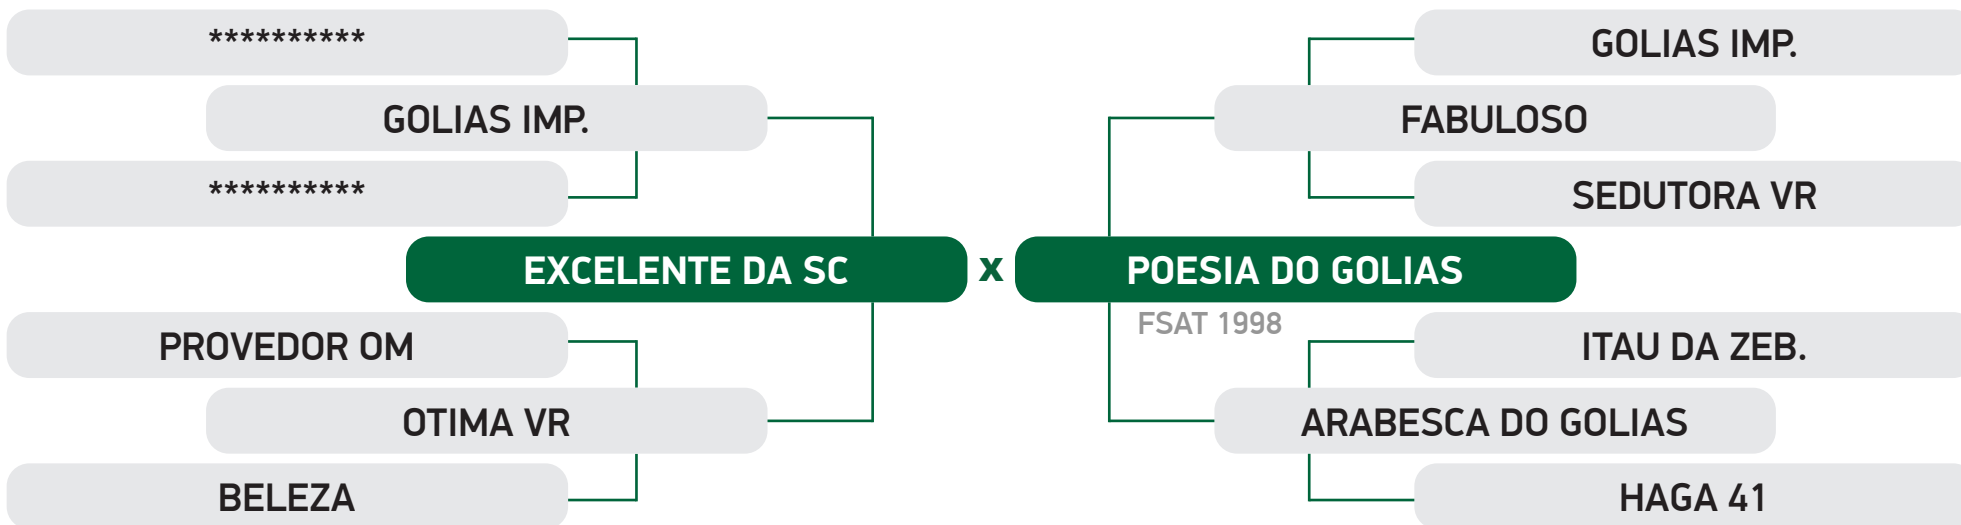 **********
GOLIAS IMP.
GOLIAS IMP.
FABULOSO
**********
SEDUTORA VR
EXCELENTE DA SC x POESIA DO GOLIAS
FSAT 1998
PROVEDOR OM
ITAU DA ZEB.
OTIMA VR
ARABESCA DO GOLIAS
BELEZA
HAGA 41